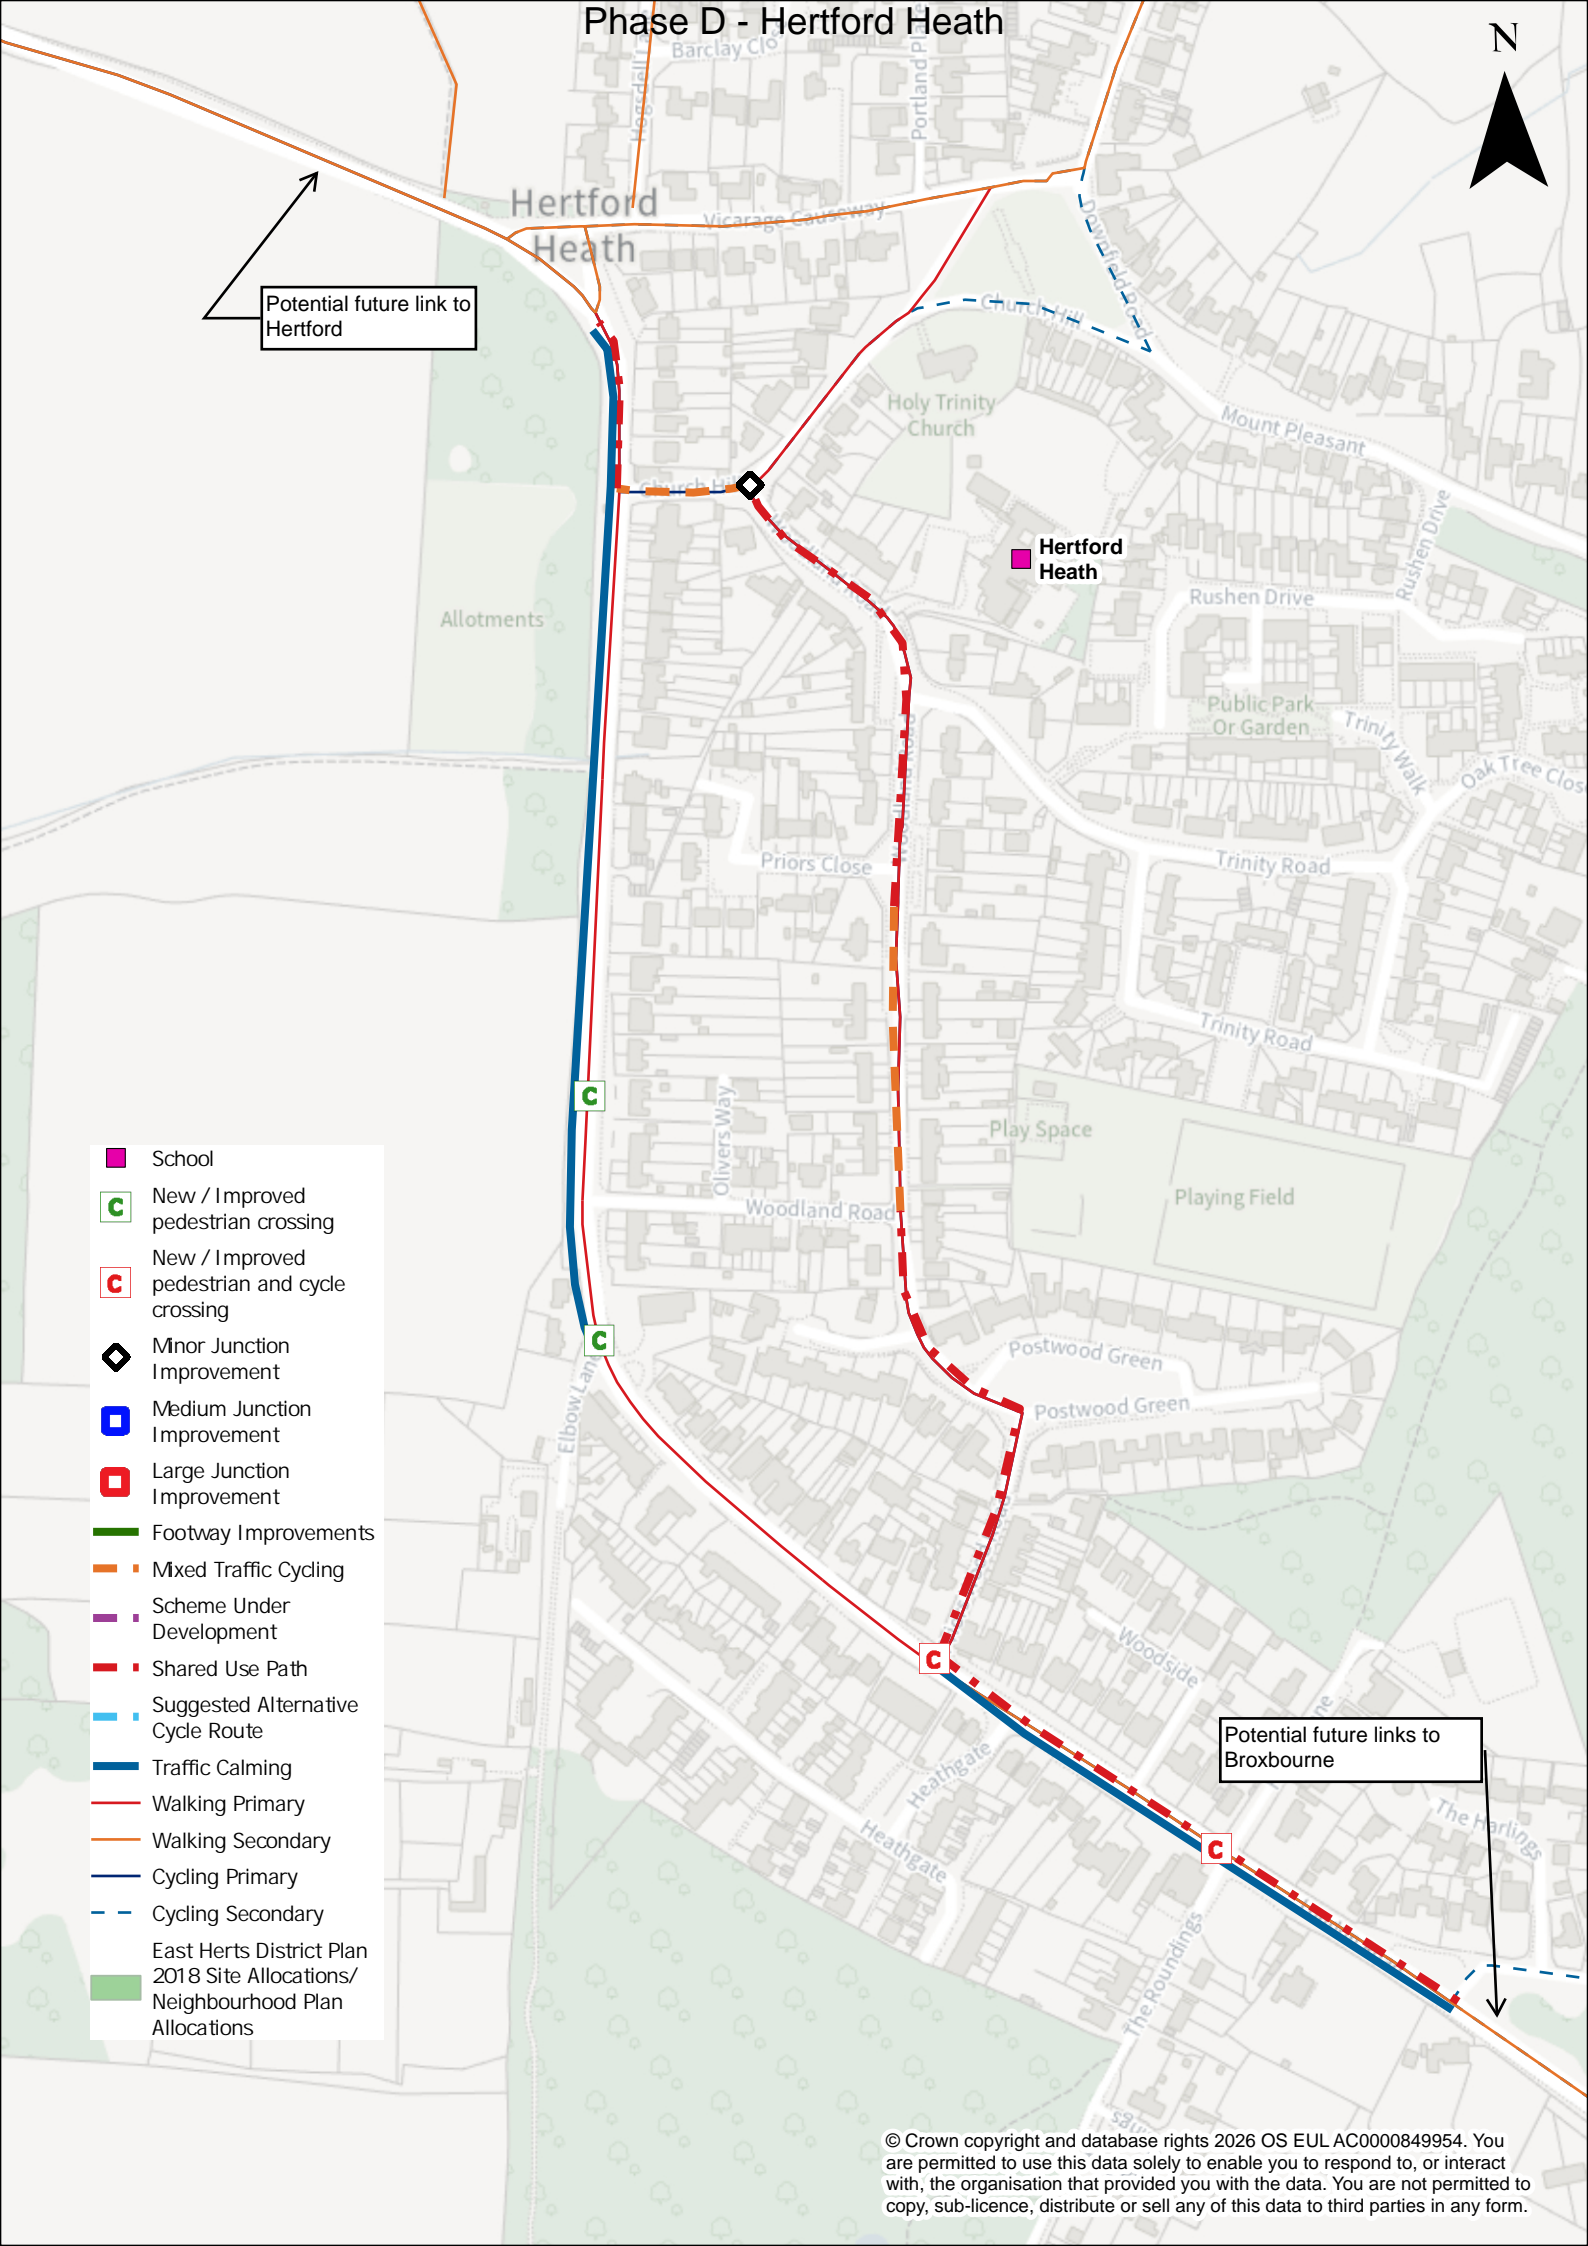 Phase D - Hertford Heath
N
Barclay Clo
Hogsdell La
Portland Place
Hertford
Heath
Vicarage Causeway
Downfield Road
Potential future link to
Hertford
Church Hill
Holy Trinity
Church
Mount Pleasant
Church Hi
Hertford
Heath
Rushen Drive
Rushen Drive
Allotments
Woodland Road
Public Park
Or Garden
Trinity Walk
Oak Tree Close
Priors Close
Trinity Road
Trinity Road
Olivers Way
Play Space
Playing Field
Woodland Road
Postwood Green
Postwood Green
Elbow Lane
Woodside
Heathgate
Heathgate
Potential future links to
Broxbourne
The Harlings
The Roundings
School
New / Improved
pedestrian crossing
New / Improved
pedestrian and cycle
crossing
Minor Junction
Improvement
Medium Junction
Improvement
Large Junction
Improvement
Footway Improvements
Mixed Traffic Cycling
Scheme Under
Development
Shared Use Path
Suggested Alternative
Cycle Route
Traffic Calming
Walking Primary
Walking Secondary
Cycling Primary
Cycling Secondary
East Herts District Plan
2018 Site Allocations/
Neighbourhood Plan
Allocations
© Crown copyright and database rights 2026 OS EUL AC0000849954. You
are permitted to use this data solely to enable you to respond to, or interact
with, the organisation that provided you with the data. You are not permitted to
copy, sub-licence, distribute or sell any of this data to third parties in any form.